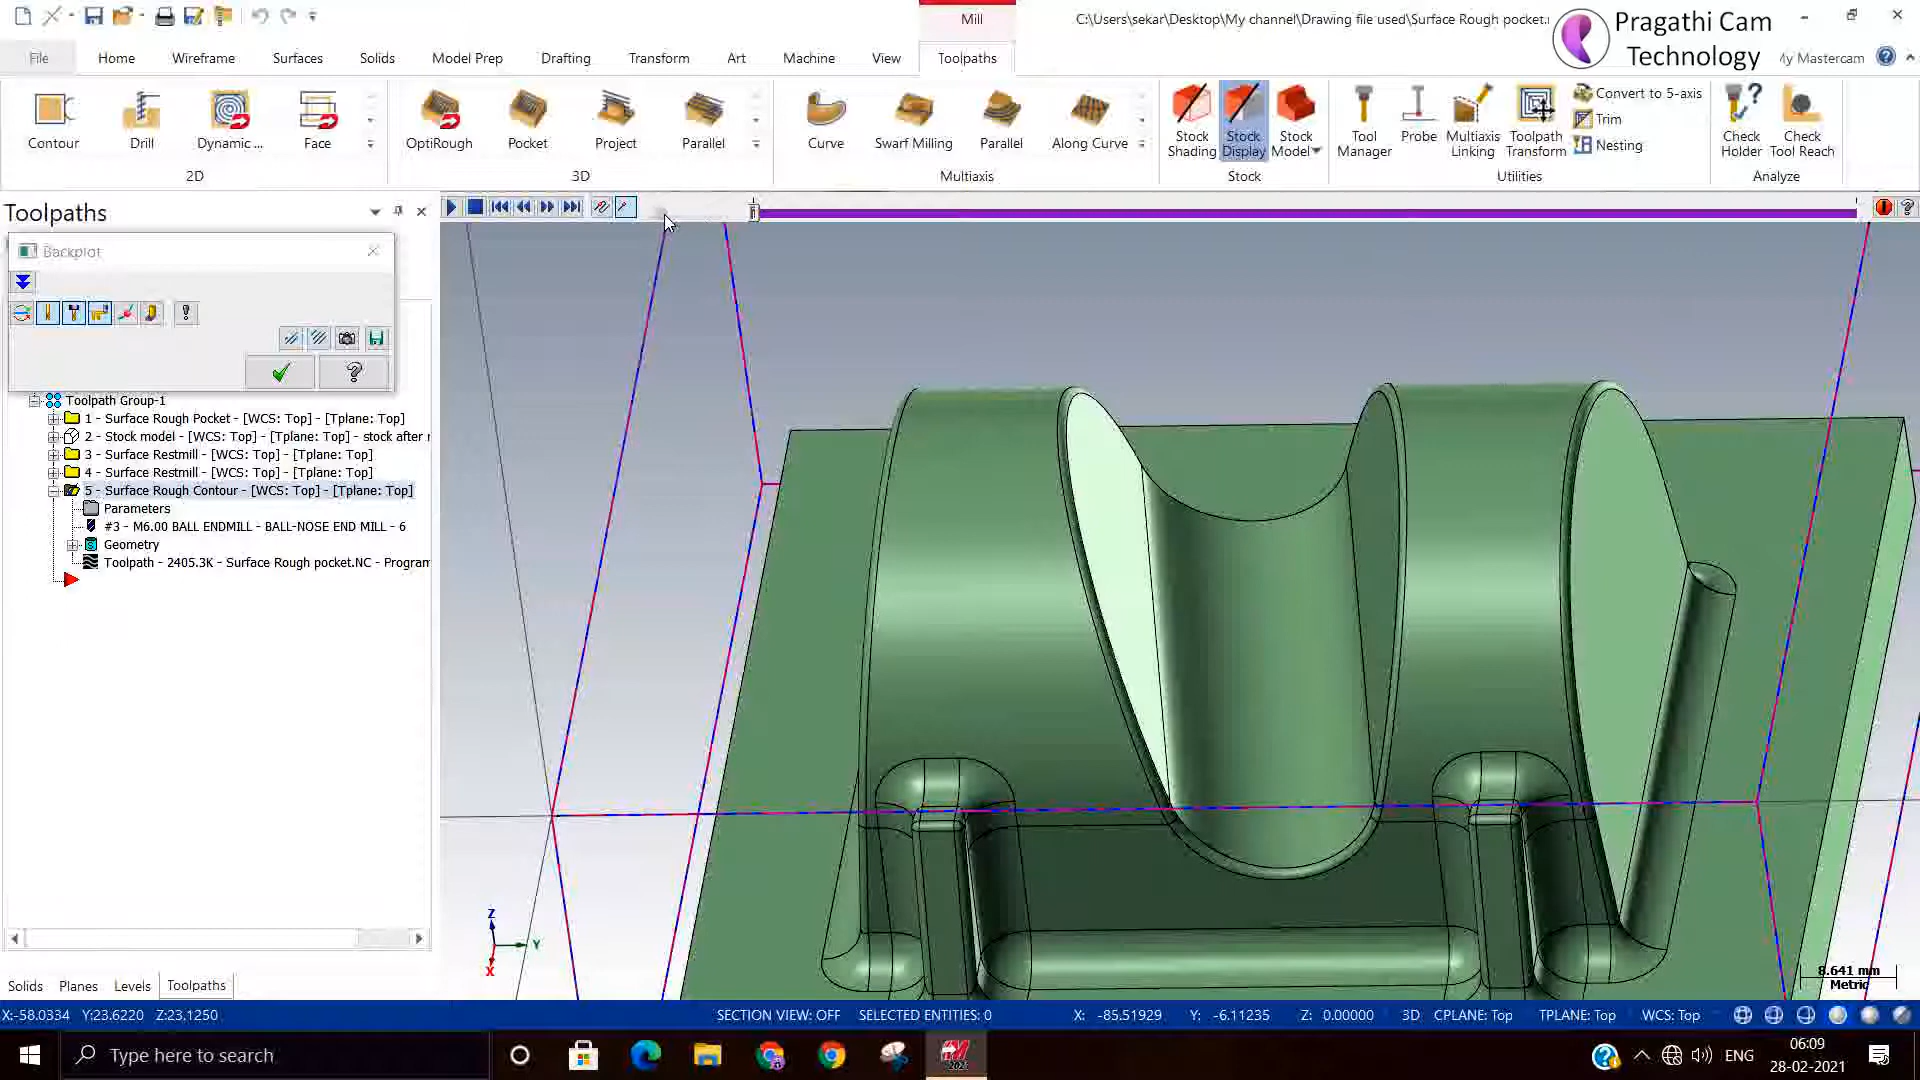 Mill
C:\Users\sekar\Desktop\My channel\Drawing file used\Surface Rough pocket.
Pragathi Cam
Technology
File
Home
Wireframe
Surfaces
Solids
Model Prep
Drafting
Transform
Art
Machine
View
Toolpaths
My Mastercam
Contour
Drill
Dynamic ...
Face
OptiRough
Pocket
Project
Parallel
Curve
Swarf Milling
Parallel
Along Curve
Stock Shading
Stock Display
Stock Model
Tool Manager
Probe
Multiaxis Linking
Toolpath Transform
Convert to 5-axis
Trim
Nesting
Check Holder
Check Tool Reach
2D
3D
Multiaxis
Stock
Utilities
Analyze
Toolpaths
Backplot
Toolpath Group-1
1 - Surface Rough Pocket - [WCS: Top] - [Tplane: Top]
2 - Stock model - [WCS: Top] - [Tplane: Top] - stock after r
3 - Surface Restmill - [WCS: Top] - [Tplane: Top]
4 - Surface Restmill - [WCS: Top] - [Tplane: Top]
5 - Surface Rough Contour - [WCS: Top] - [Tplane: Top]
Parameters
#3 - M6.00 BALL ENDMILL - BALL-NOSE END MILL - 6
Geometry
Toolpath - 2405.3K - Surface Rough pocket.NC - Program
Z
Y
X
8.641 mm
Metric
Solids
Planes
Levels
Toolpaths
X:-58.0334 Y:23.6220 Z:23.1250
SECTION VIEW: OFF
SELECTED ENTITIES: 0
X: -85.51929
Y: -6.11235
Z: 0.00000
3D
CPLANE: Top
TPLANE: Top
WCS: Top
Type here to search
ENG
06:09
28-02-2021